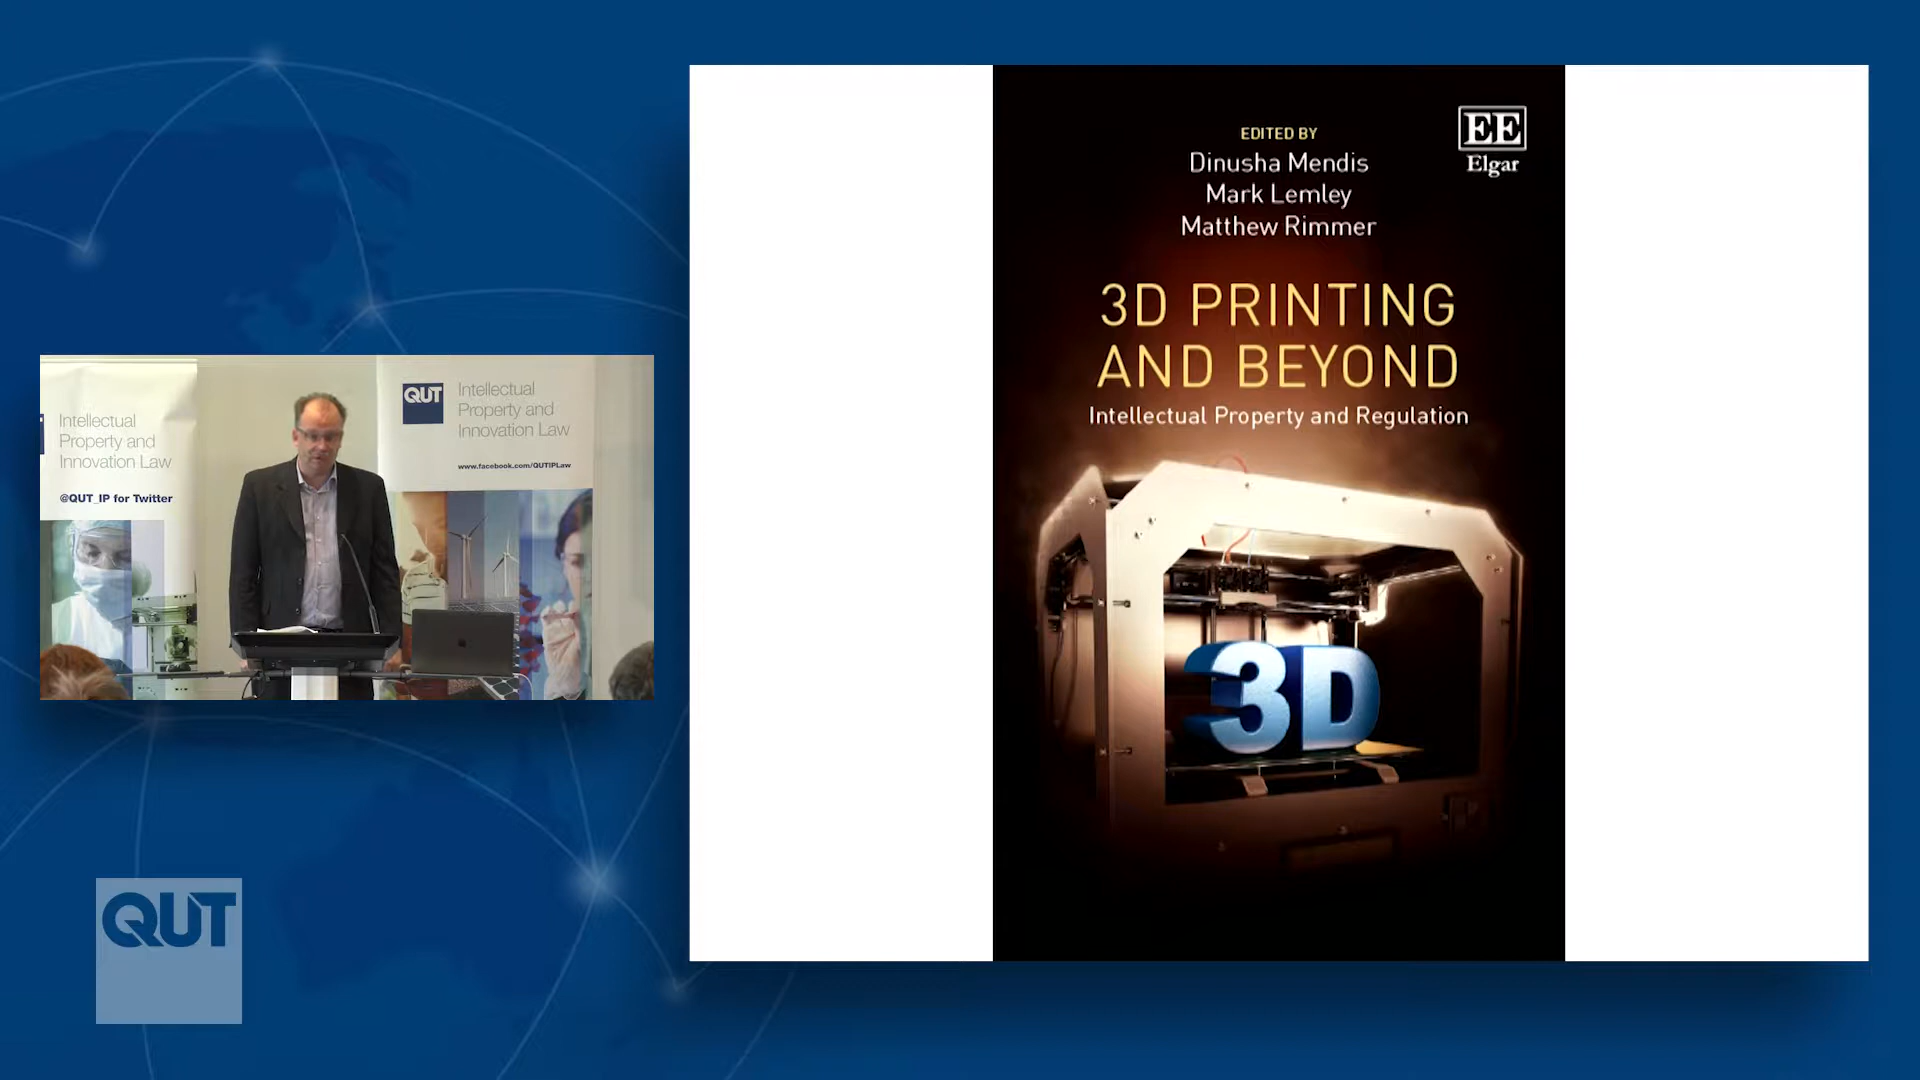 Intellectual
Property and
Innovation Law
@QUT_IP for Twitter
QUT
Intellectual
Property and
Innovation Law
www.facebook.com/QUTIPLaw
QUT
EDITED BY
Dinusha Mendis
Mark Lemley
Matthew Rimmer
EE
Elgar
3D PRINTING
AND BEYOND
Intellectual Property and Regulation
3D